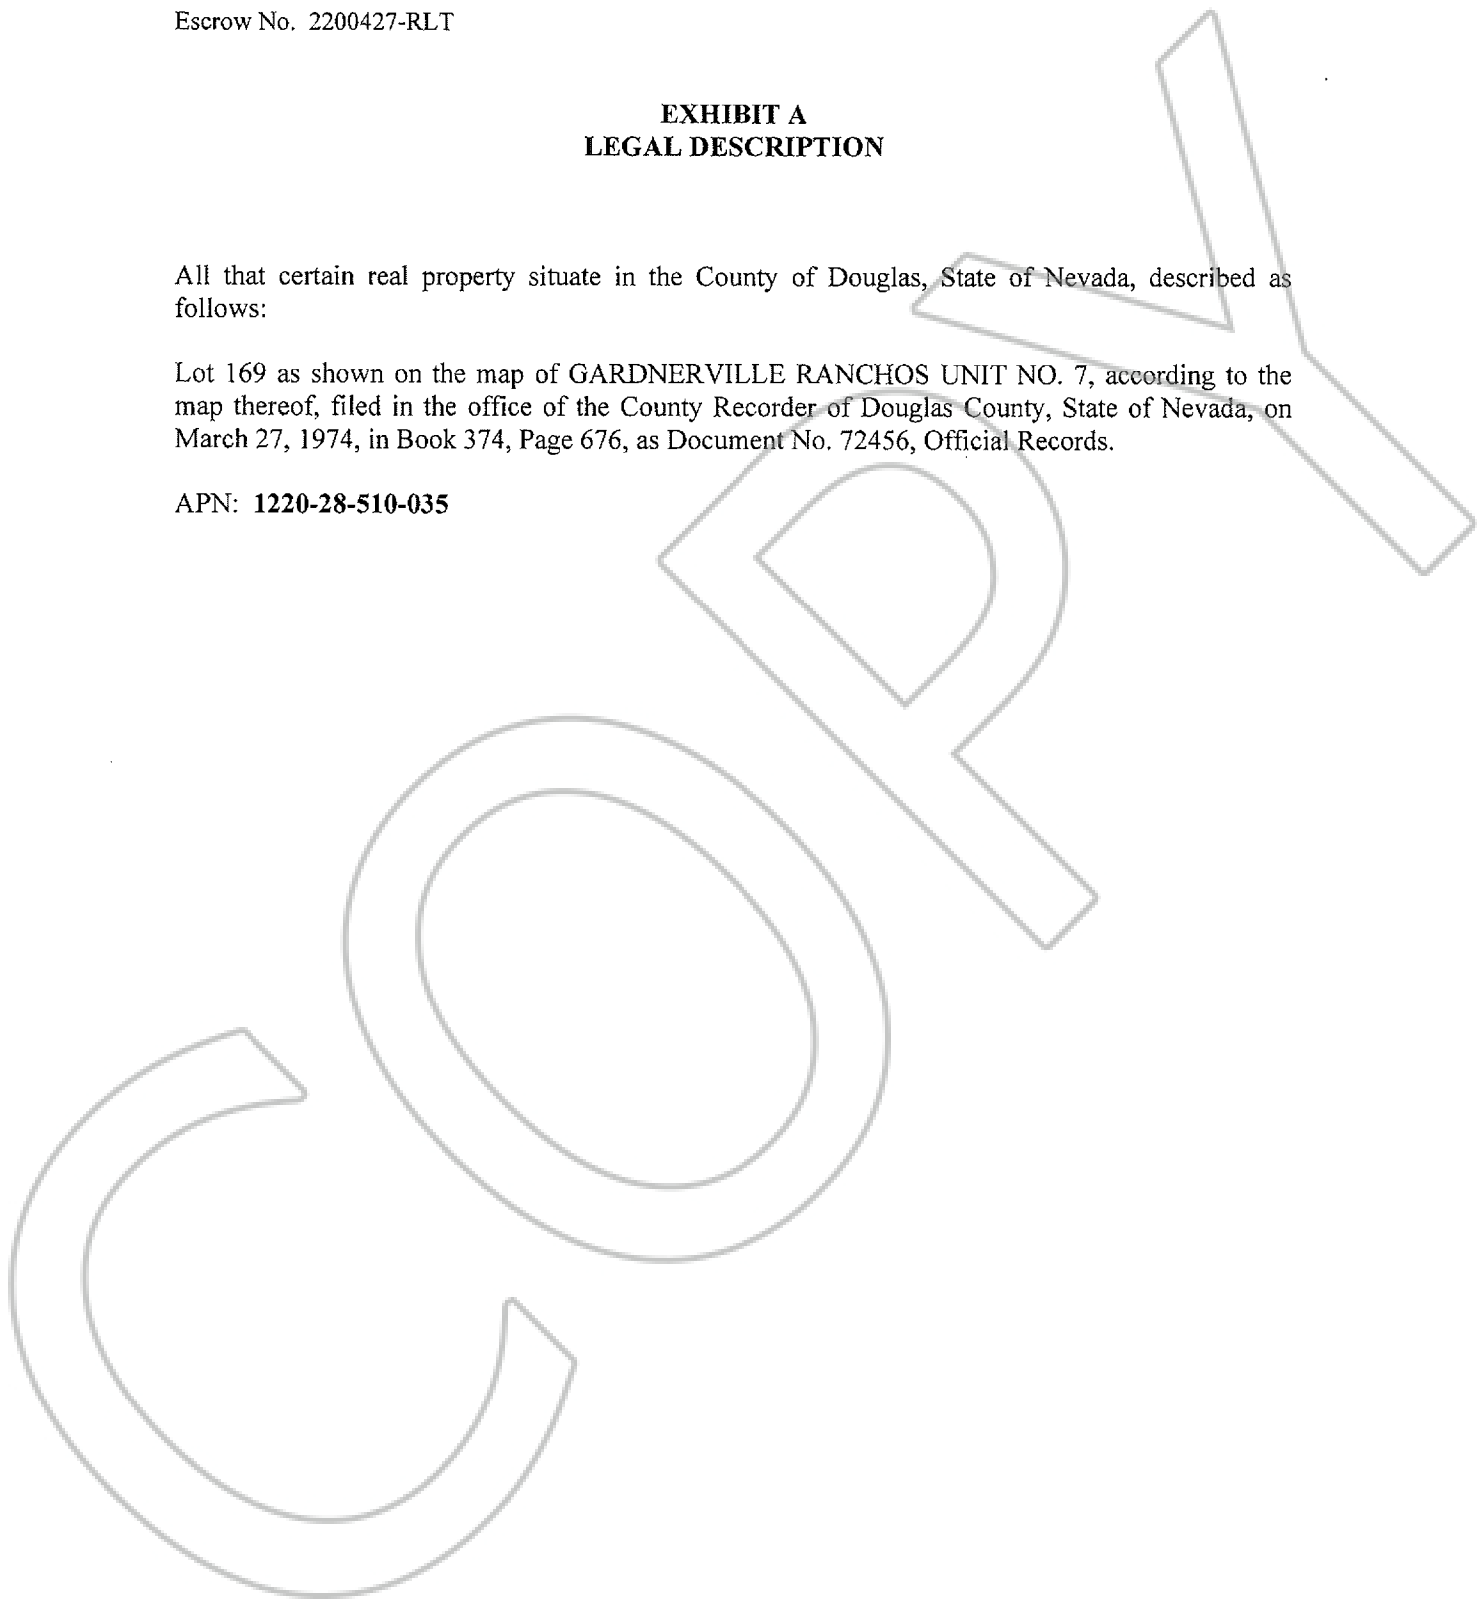 Escrow No. 2200427-RLT
EXHIBIT A
LEGAL DESCRIPTION
All that certain real property situate in the County of Douglas, State of Nevada, described as
follows:
Lot 169 as shown on the map of GARDNERVILLE RANCHOS UNIT NO. 7, according to the
map thereof, filed in the office of the County Recorder of Douglas County, State of Nevada, on
March 27, 1974, in Book 374, Page 676, as Document No. 72456, Official Records.
APN: 1220-28-510-035
COPY